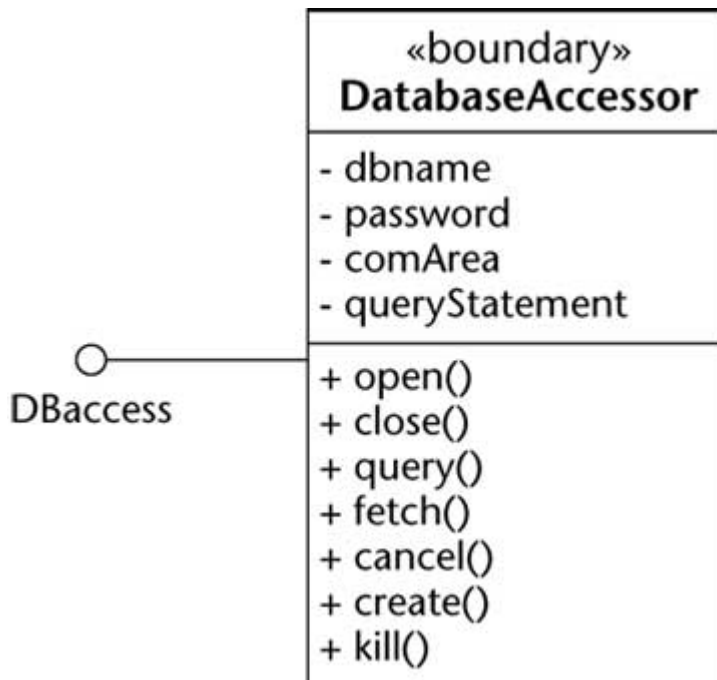 «boundary»
DatabaseAccessor
- dbname
- password
- comArea
- queryStatement
DBaccess
+ open()
+ close()
+ query()
+ fetch()
+ cancel()
+ create()
+ kill()